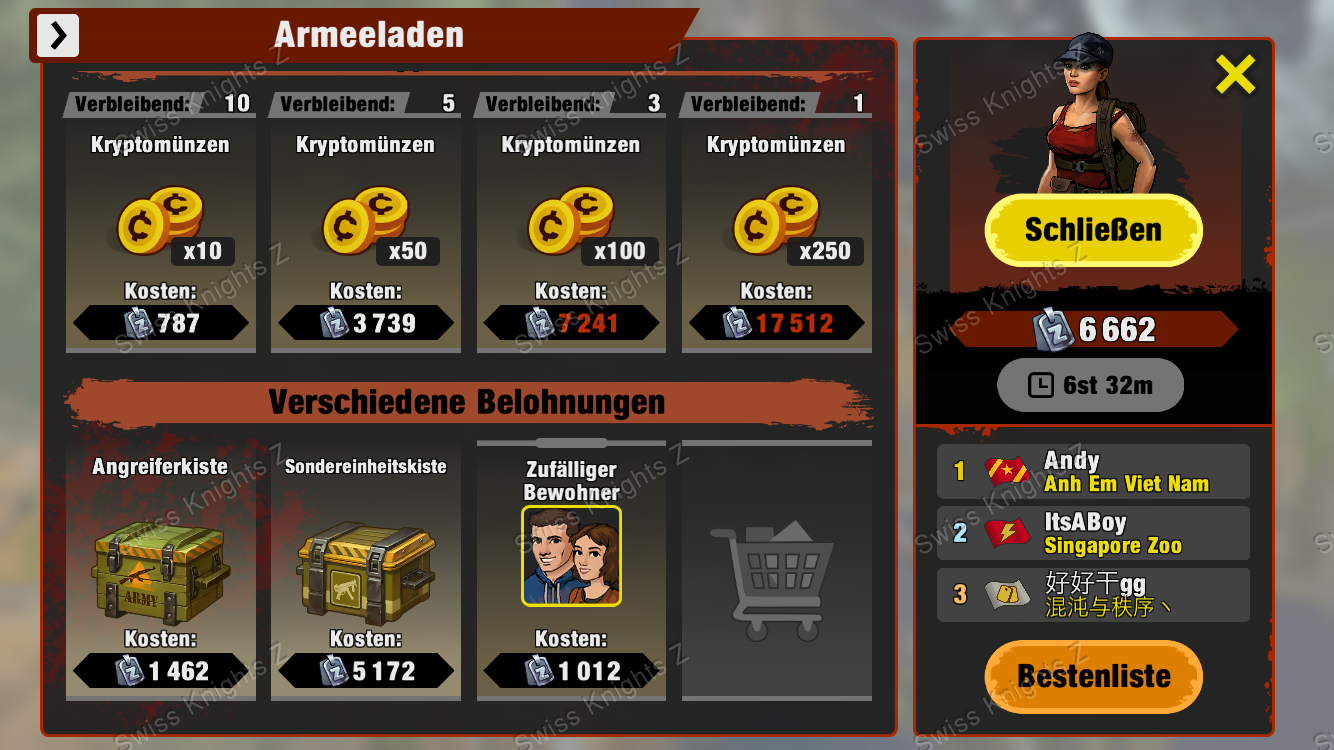 Armeeladen
Verbleibend: 10
Verbleibend: 5
Verbleibend: 3
Verbleibend: 1
Kryptomünzen
Kryptomünzen
Kryptomünzen
Kryptomünzen
x10
x50
x100
x250
Kosten:
Kosten:
Kosten:
Kosten:
787
3 739
7 241
17 512
Verschiedene Belohnungen
Angreiferkiste
Sondereinheitskiste
Zufälliger
Bewohner
ARMY
Kosten:
Kosten:
Kosten:
1 462
5 172
1 012
Schließen
6 662
6st 32m
1
Andy
Anh Em Viet Nam
2
ItsABoy
Singapore Zoo
3
好好干gg
混沌与秩序丶
Bestenliste
Swiss Knights Z